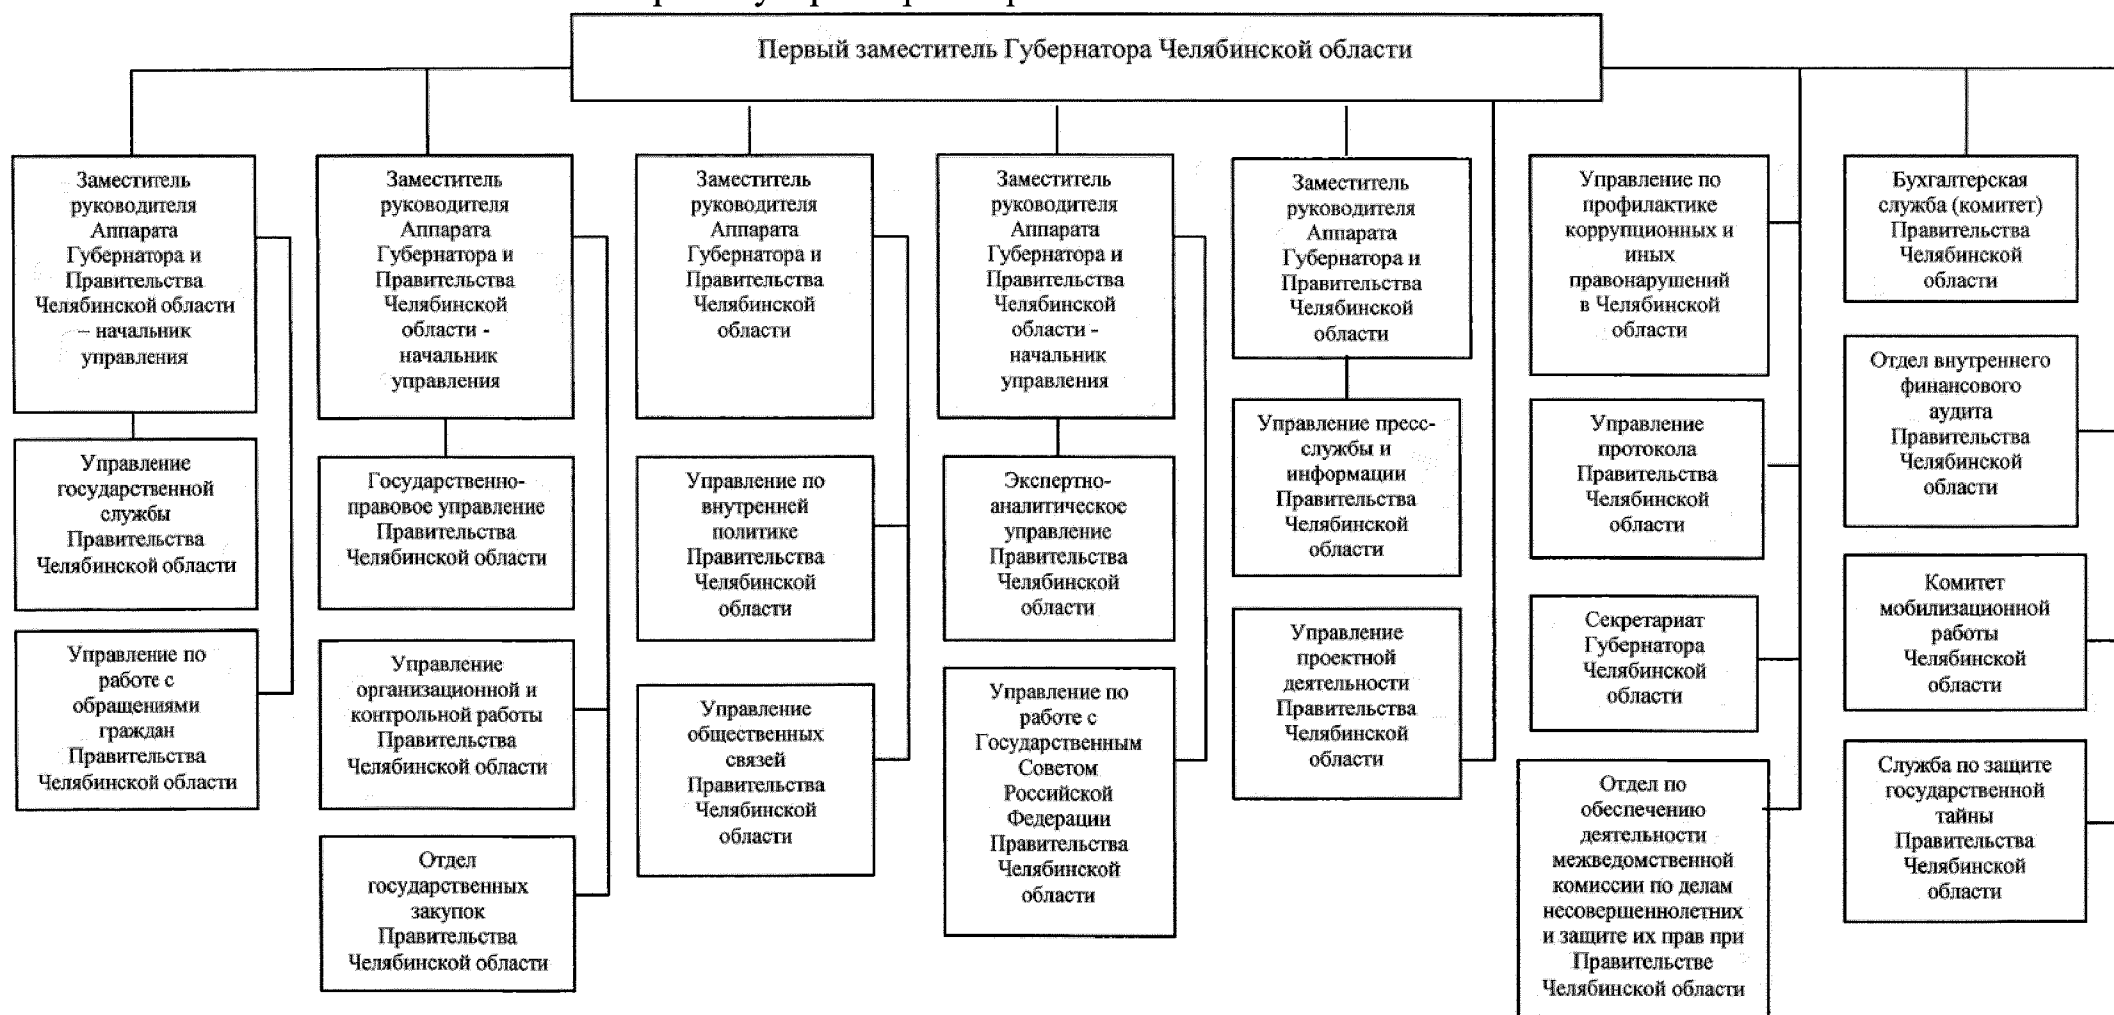 Первый заместитель Губернатора Челябинской области
Заместитель
руководителя
Аппарата
Губернатора и
Правительства
Челябинской области
– начальник
управления
Управление
государственной
службы
Правительства
Челябинской области
Управление по
работе с
обращениями
граждан
Правительства
Челябинской области
Заместитель
руководителя
Аппарата
Губернатора и
Правительства
Челябинской
области -
начальник
управления
Государственно-
правовое управление
Правительства
Челябинской области
Управление
организационной и
контрольной работы
Правительства
Челябинской области
Отдел
государственных
закупок
Правительства
Челябинской области
Заместитель
руководителя
Аппарата
Губернатора и
Правительства
Челябинской
области
Управление по
внутренней
политике
Правительства
Челябинской
области
Управление
общественных
связей
Правительства
Челябинской
области
Заместитель
руководителя
Аппарата
Губернатора и
Правительства
Челябинской
области -
начальник
управления
Экспертно-
аналитическое
управление
Правительства
Челябинской
области
Управление по
работе с
Государственным
Советом
Российской
Федерации
Правительства
Челябинской
области
Заместитель
руководителя
Аппарата
Губернатора и
Правительства
Челябинской
области
Управление пресс-
службы и
информации
Правительства
Челябинской
области
Управление
проектной
деятельности
Правительства
Челябинской
области
Управление по
профилактике
коррупционных и
иных
правонарушений
в Челябинской
области
Управление
протокола
Правительства
Челябинской
области
Секретариат
Губернатора
Челябинской
области
Отдел по
обеспечению
деятельности
межведомственной
комиссии по делам
несовершеннолетних
и защите их прав при
Правительстве
Челябинской области
Бухгалтерская
служба (комитет)
Правительства
Челябинской
области
Отдел внутреннего
финансового
аудита
Правительства
Челябинской
области
Комитет
мобилизационной
работы
Челябинской
области
Служба по защите
государственной
тайны
Правительства
Челябинской
области